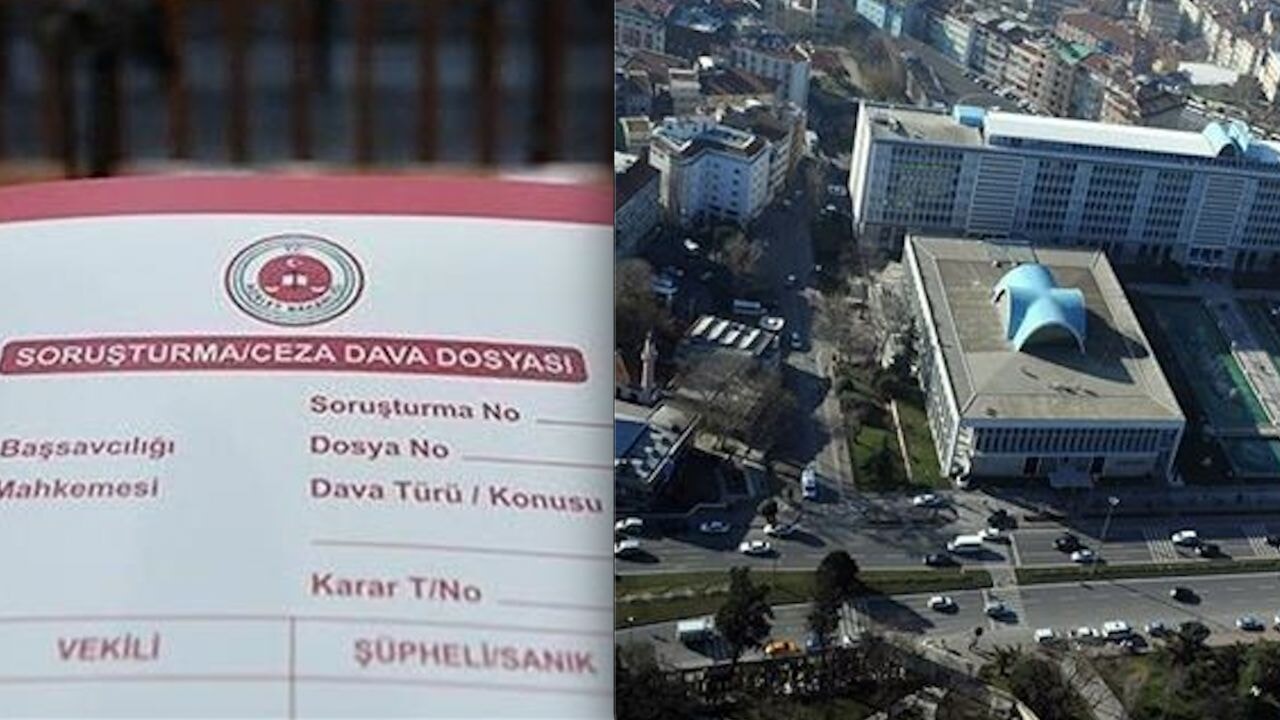 SORUŞTURMA/CEZA DAVA DOSYASI
Soruşturma No
Başsavcılığı
Dosya No
Mahkemesi
Dava Türü / Konusu
Karar T/No
VEKİLİ
ŞÜPHELİ/SANIK